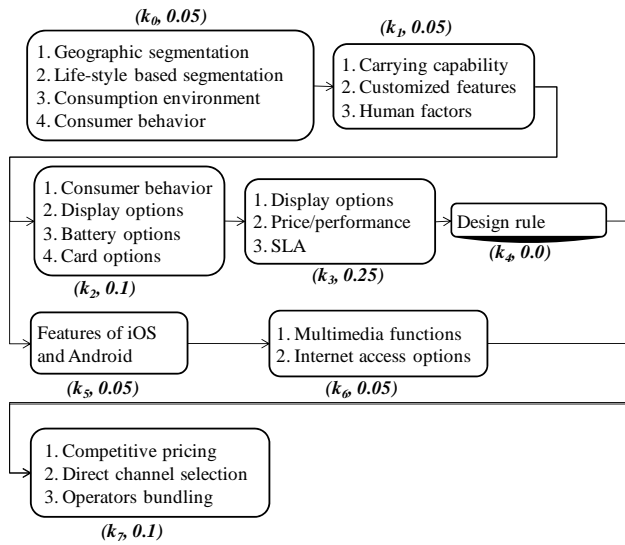 (k0, 0.05)
1. Geographic segmentation
2. Life-style based segmentation
3. Consumption environment
4. Consumer behavior
(k1, 0.05)
1. Carrying capability
2. Customized features
3. Human factors
1. Consumer behavior
2. Display options
3. Battery options
4. Card options
(k2, 0.1)
1. Display options
2. Price/performance
3. SLA
(k3, 0.25)
Design rule
(k4, 0.0)
Features of iOS
and Android
(k5, 0.05)
1. Multimedia functions
2. Internet access options
(k6, 0.05)
1. Competitive pricing
2. Direct channel selection
3. Operators bundling
(k7, 0.1)